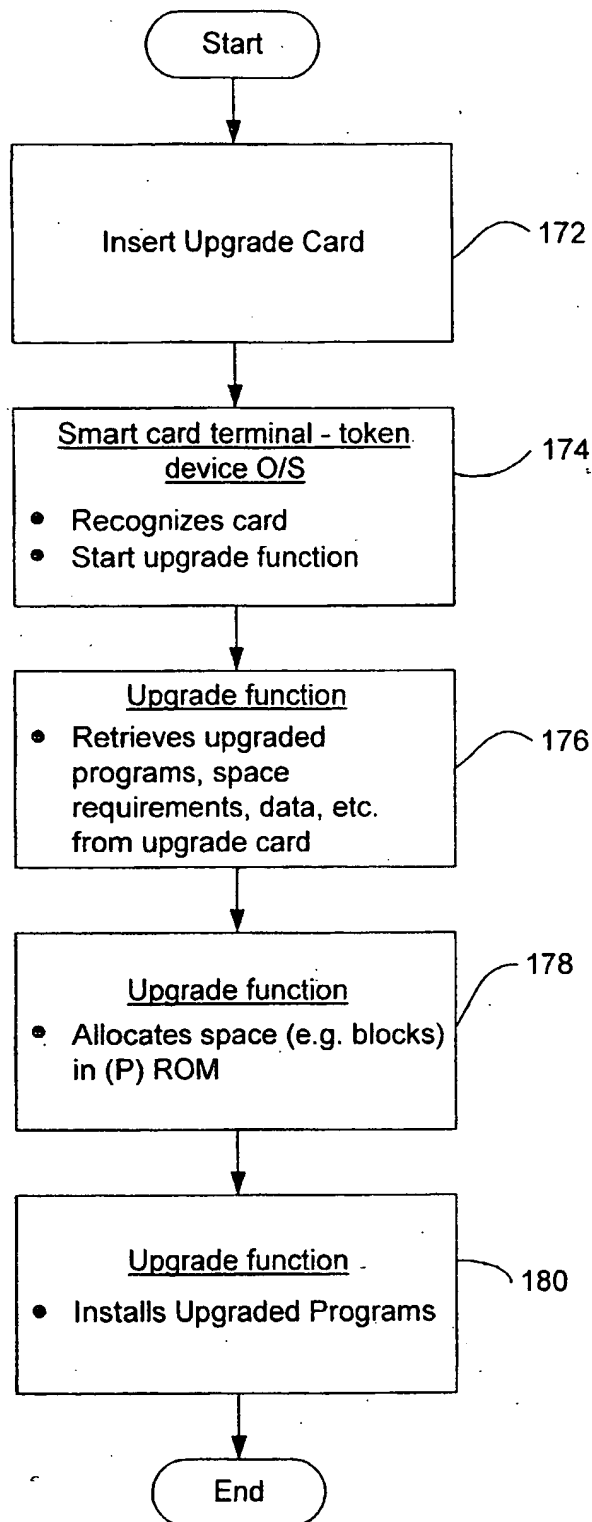 Start
Insert Upgrade Card
172
Smart card terminal - token
device O/S
174
• Recognizes card
• Start upgrade function
Upgrade function
176
• Retrieves upgraded
programs, space
requirements, data, etc.
from upgrade card
178
Upgrade function
• Allocates space (e.g. blocks)
in (P) ROM
Upgrade function
180
• Installs Upgraded Programs
End